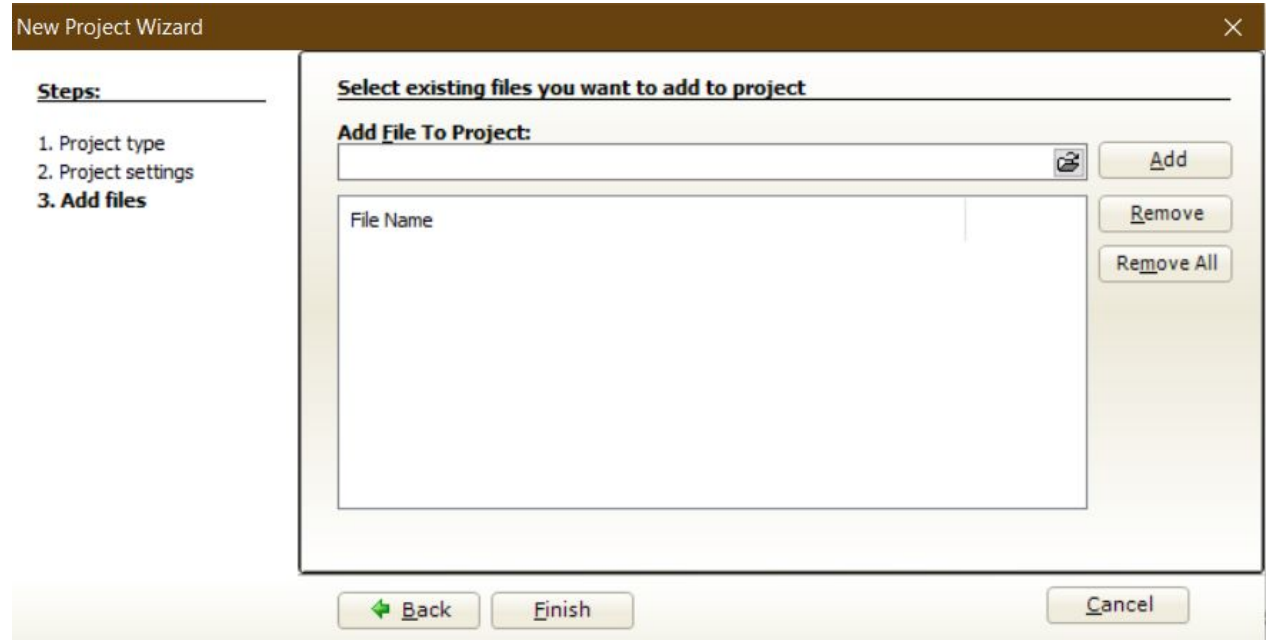 New Project Wizard
Steps:
1. Project type
2. Project settings
3. Add files
Select existing files you want to add to project
Add File To Project:
Add
File Name
Remove
Remove All
Back
Finish
Cancel